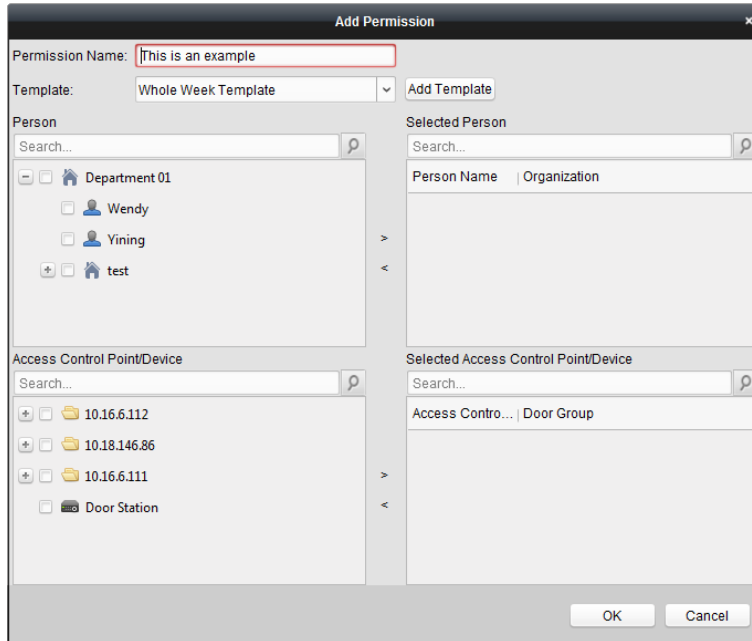 Add Permission
Permission Name: This is an example
Template: Whole Week Template Add Template
Person
Search...
Department 01
Wendy
Yining
test
>
<
Selected Person
Search...
Person Name Organization
Access Control Point/Device
Search...
10.16.6.112
10.18.146.86
10.16.6.111
Door Station
>
<
Selected Access Control Point/Device
Search...
Access Contro... Door Group
OK Cancel